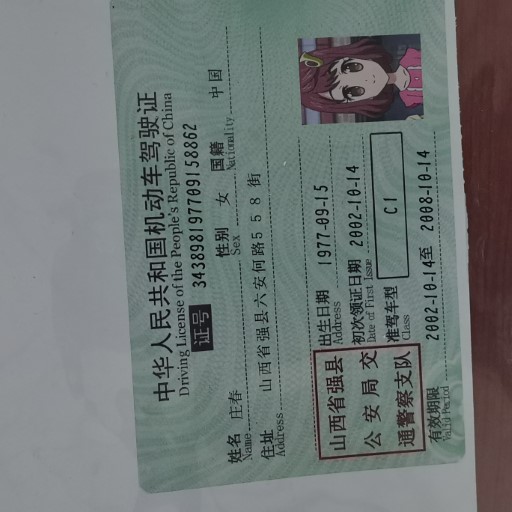 中华人民共和国机动车驾驶证
Driving License of the People's Republic of China
证号 343898197709158862
姓名 庄春 性别 女 国籍 中国
Name Sex Nationality
住址 山西省强县六安何路558街
Address
山西省强县
公安局交
通警察支队
出生日期 1977-09-15
Address
初次领证日期 2002-10-14
Date of First Issue
准驾车型 C1
Class
有效期限 2002-10-14至 2008-10-14
Valid Period